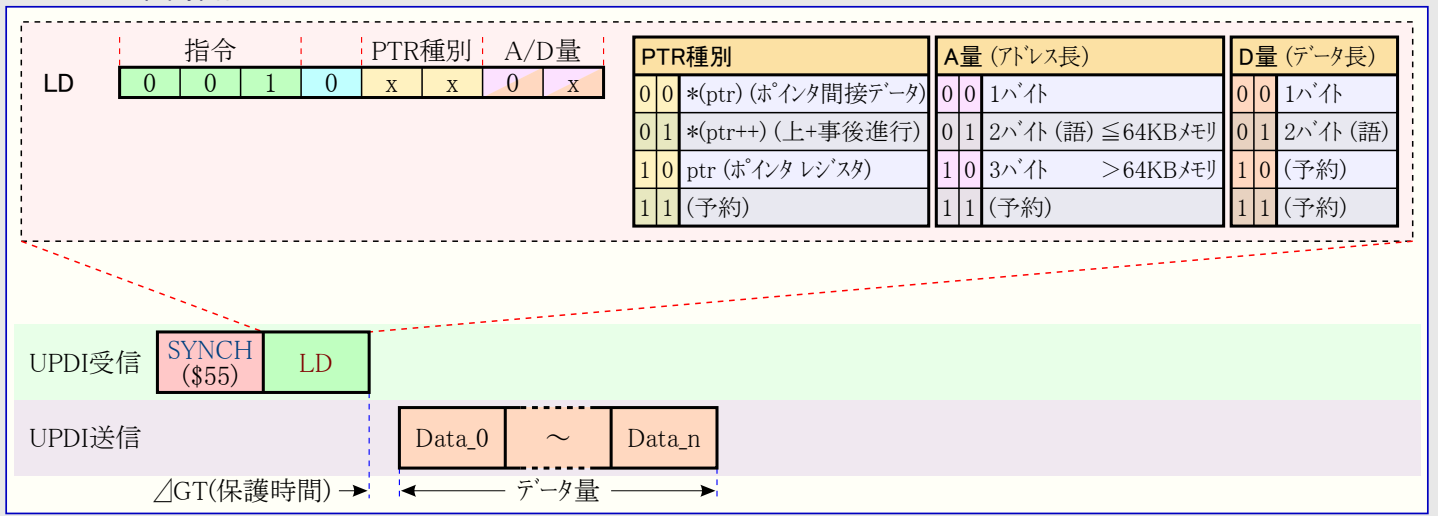 指令 PTR種別 A/D量
LD 0 0 1 0 x x 0 x
PTR種別
0 0 *(ptr) (ポインタ間接データ)
0 1 *(ptr++) (上+事後進行)
1 0 ptr (ポインタ レジスタ)
1 1 (予約)
A量 (アドレス長)
0 0 1バイト
0 1 2バイト (語) ≦64KBメモリ
1 0 3バイト >64KBメモリ
1 1 (予約)
D量 (データ長)
0 0 1バイト
0 1 2バイト (語)
1 0 (予約)
1 1 (予約)
UPDI受信 SYNCH LD
($55)
UPDI送信 Data_0 ～ Data_n
⊿GT(保護時間) データ量